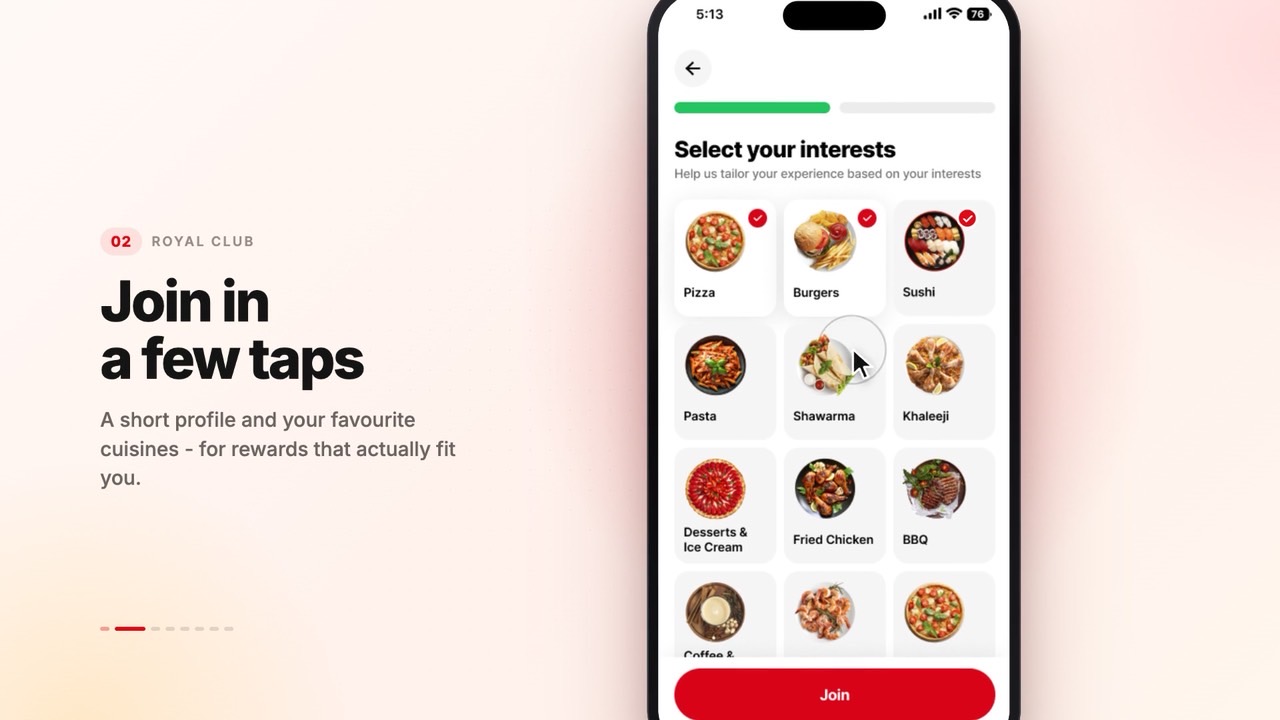 02 ROYAL CLUB
Join in
a few taps
A short profile and your favourite
cuisines - for rewards that actually fit
you.
5:13
76
Select your interests
Help us tailor your experience based on your interests
Pizza
Burgers
Sushi
Pasta
Shawarma
Khaleeji
Desserts &
Ice Cream
Fried Chicken
BBQ
Coffee &
Join